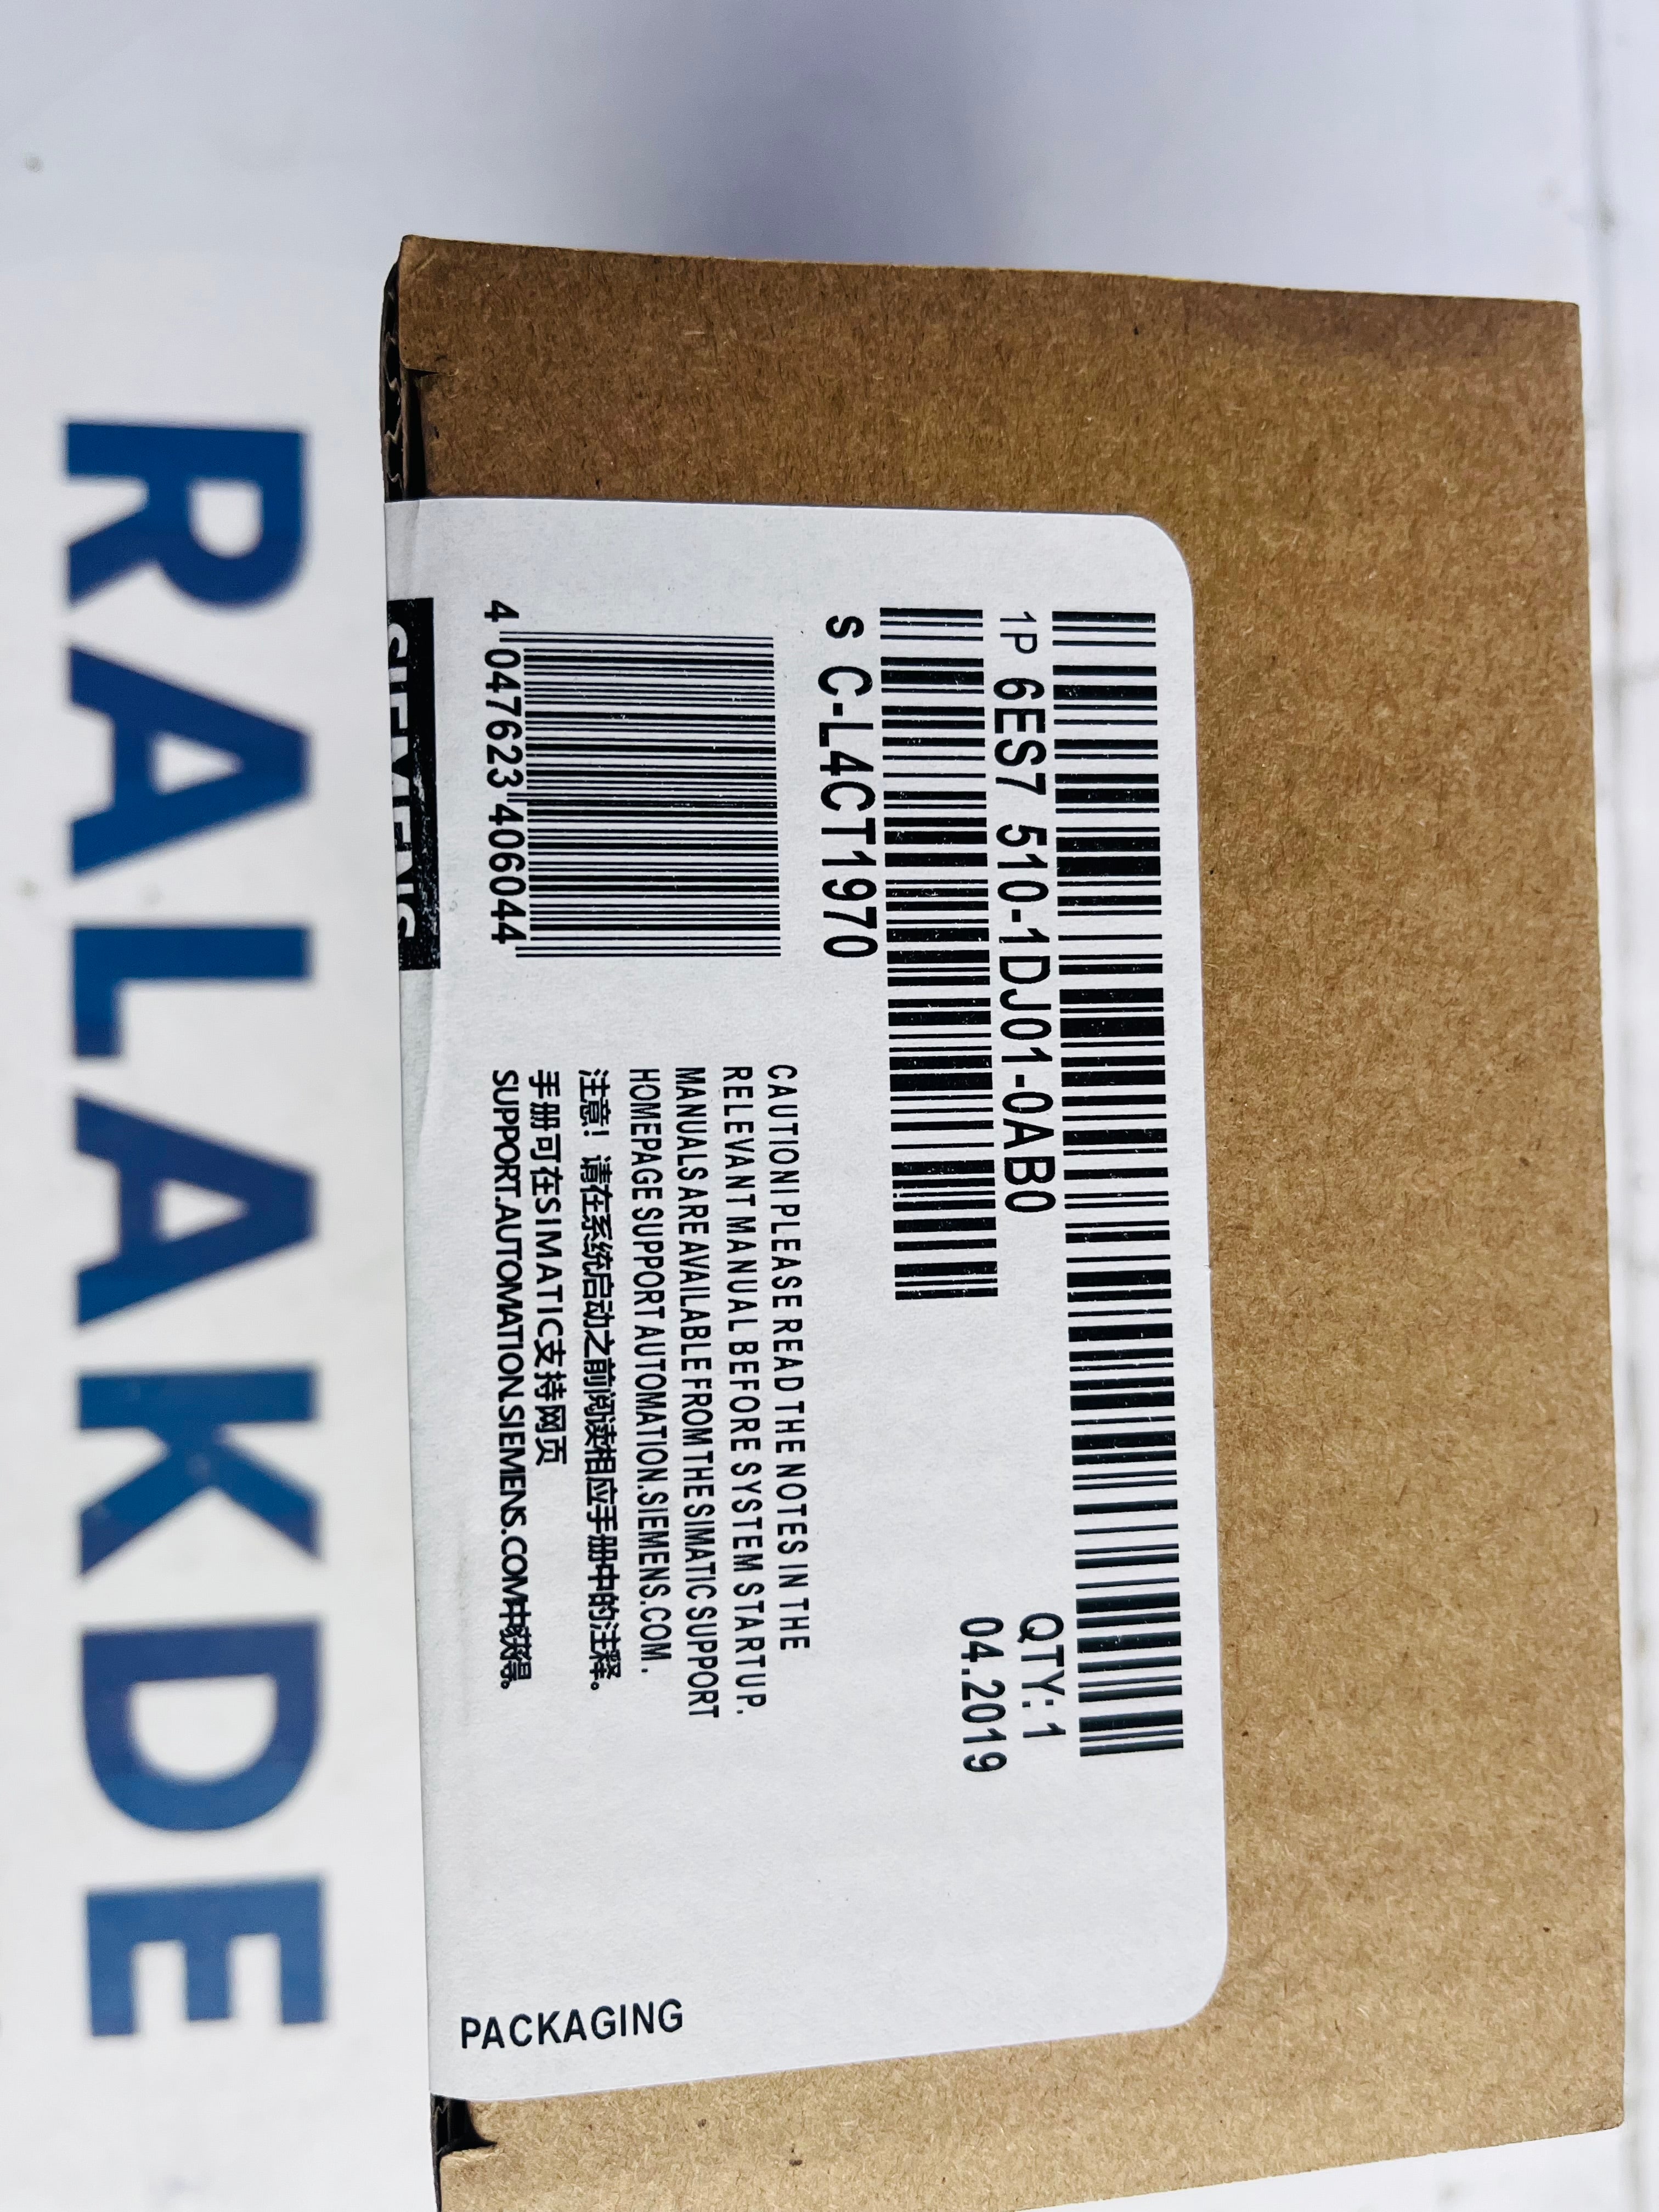 1P 6ES7 510-1DJ01-0AB0
QTY: 1
04.2019
S C-L4CT1970
4 047623 406044
CAUTION! PLEASE READ THE NOTES IN THE
RELEVANT MANUAL BEFORE SYSTEM STARTUP.
MANUALS ARE AVAILABLE FROM THE SIMATIC SUPPORT
HOMEPAGE SUPPORT AUTOMATION.SIEMENS.COM.
注意！请在系统启动之前阅读相应手册中的注释。
手册可在SIMATIC支持网页
SUPPORT.AUTOMATION.SIEMENS.COM中获得。
SIEMENS
PACKAGING
RALAKDE